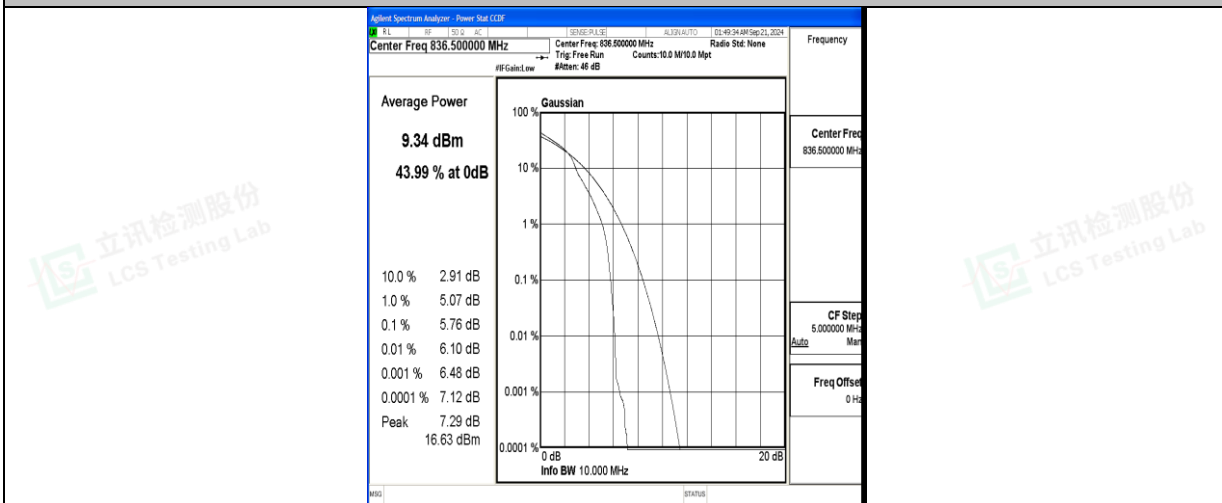 Agilent Spectrum Analyzer - Power Stat CCDF
RL RF 50 Ω AC SENSE:PULSE ALIGN AUTO 01:49:34 AM Sep 21, 2024
Center Freq 836.500000 MHz
Center Freq: 836.500000 MHz Radio Std: None
Trig: Free Run Counts:10.0 M/10.0 Mpt
#IFGain:Low #Atten: 46 dB
Frequency
Average Power
9.34 dBm
43.99 % at 0dB
10.0 % 2.91 dB
1.0 % 5.07 dB
0.1 % 5.76 dB
0.01 % 6.10 dB
0.001 % 6.48 dB
0.0001 % 7.12 dB
Peak 7.29 dB
16.63 dBm
Gaussian
100 %
10 %
1 %
0.1 %
0.01 %
0.001 %
0.0001 %
0 dB 20 dB
Info BW 10.000 MHz
Center Freq
836.500000 MHz
CF Step
5.000000 MHz
Auto Man
Freq Offset
0 Hz
MSG STATUS
立讯检测股份
LCS Testing Lab
立讯检测股份
LCS Testing Lab